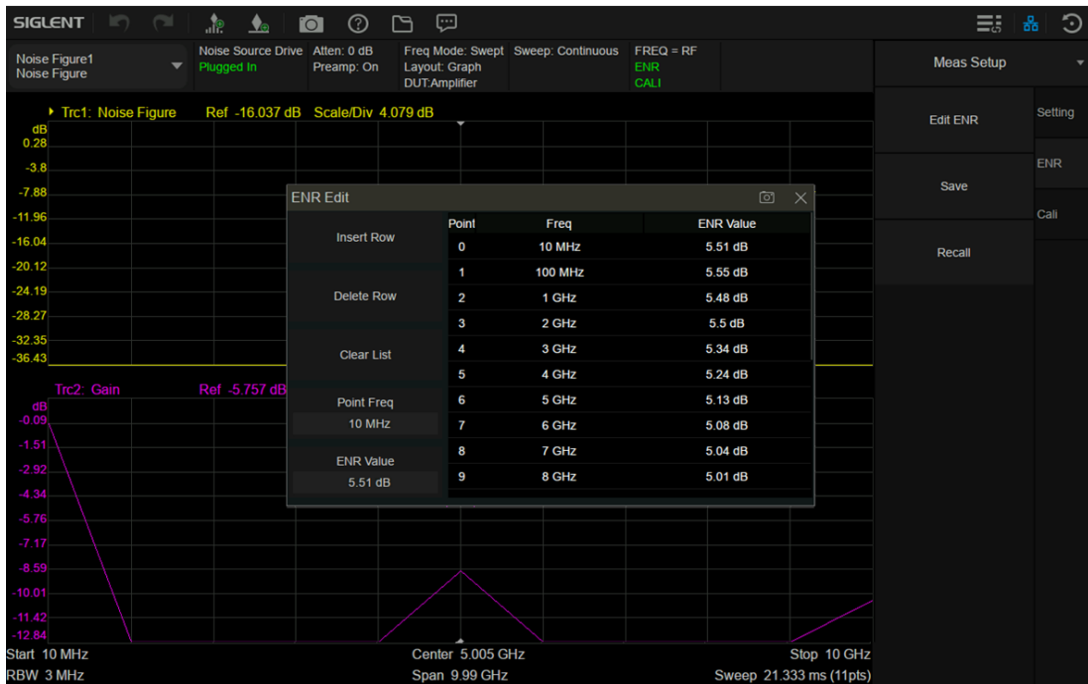 SIGLENT
Noise Figure1
Noise Figure
Noise Source Drive
Plugged In
Atten: 0 dB
Preamp: On
Freq Mode: Swept
Layout: Graph
DUT:Amplifier
Sweep: Continuous
FREQ = RF
ENR
CALI
Meas Setup
Trc1: Noise Figure Ref -16.037 dB Scale/Div 4.079 dB
dB
0.28
-3.8
-7.88
-11.96
-16.04
-20.12
-24.19
-28.27
-32.35
-36.43
Trc2: Gain Ref -5.757 dB
dB
-0.09
-1.51
-2.92
-4.34
-5.76
-7.17
-8.59
-10.01
-11.42
-12.84
ENR Edit
Insert Row
Delete Row
Clear List
Point Freq
10 MHz
ENR Value
5.51 dB
Point Freq ENR Value
0 10 MHz 5.51 dB
1 100 MHz 5.55 dB
2 1 GHz 5.48 dB
3 2 GHz 5.5 dB
4 3 GHz 5.34 dB
5 4 GHz 5.24 dB
6 5 GHz 5.13 dB
7 6 GHz 5.08 dB
8 7 GHz 5.04 dB
9 8 GHz 5.01 dB
Edit ENR
Save
Recall
Setting
ENR
Cali
Start 10 MHz Center 5.005 GHz Stop 10 GHz
RBW 3 MHz Span 9.99 GHz Sweep 21.333 ms (11pts)